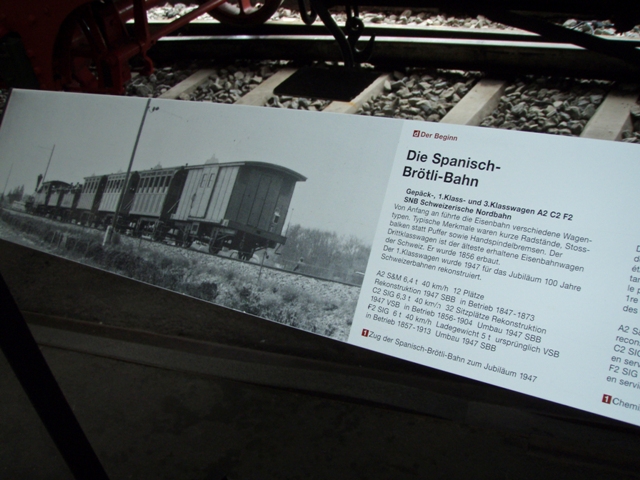 d Der Beginn
Die Spanisch-
Brötli-Bahn
Gepäck-, 1.Klass- und 3.Klasswagen A2 C2 F2
SNB Schweizerische Nordbahn
Von Anfang an führte die Eisenbahn verschiedene Wagen-
typen. Typische Merkmale waren kurze Radstände, Stoss-
balken statt Puffer sowie Handspindelbremsen. Der
Drittklasswagen ist der älteste erhaltene Eisenbahnwagen
der Schweiz. Er wurde 1856 erbaut.
Der 1.Klasswagen wurde 1947 für das Jubiläum 100 Jahre
Schweizerbahnen rekonstruiert.
A2 S&M 6,4 t 40 km/h 12 Plätze
Rekonstruktion 1947 SBB in Betrieb 1847-1873
C2 SIG 6,3 t 40 km/h 32 Sitzplätze Rekonstruktion
1947 VSB in Betrieb 1856-1904 Umbau 1947 SBB
F2 SIG 6 t 40 km/h Ladegewicht 5 t ursprünglich VSB
in Betrieb 1857-1913 Umbzu 1947 SBB
1 Zug der Spanisch-Brötli-Bahn zum Jubiläum 1947
1re
des
A2 S
recon
C2 SIG
en serv
F2 SIG
en servi
1 Chemi